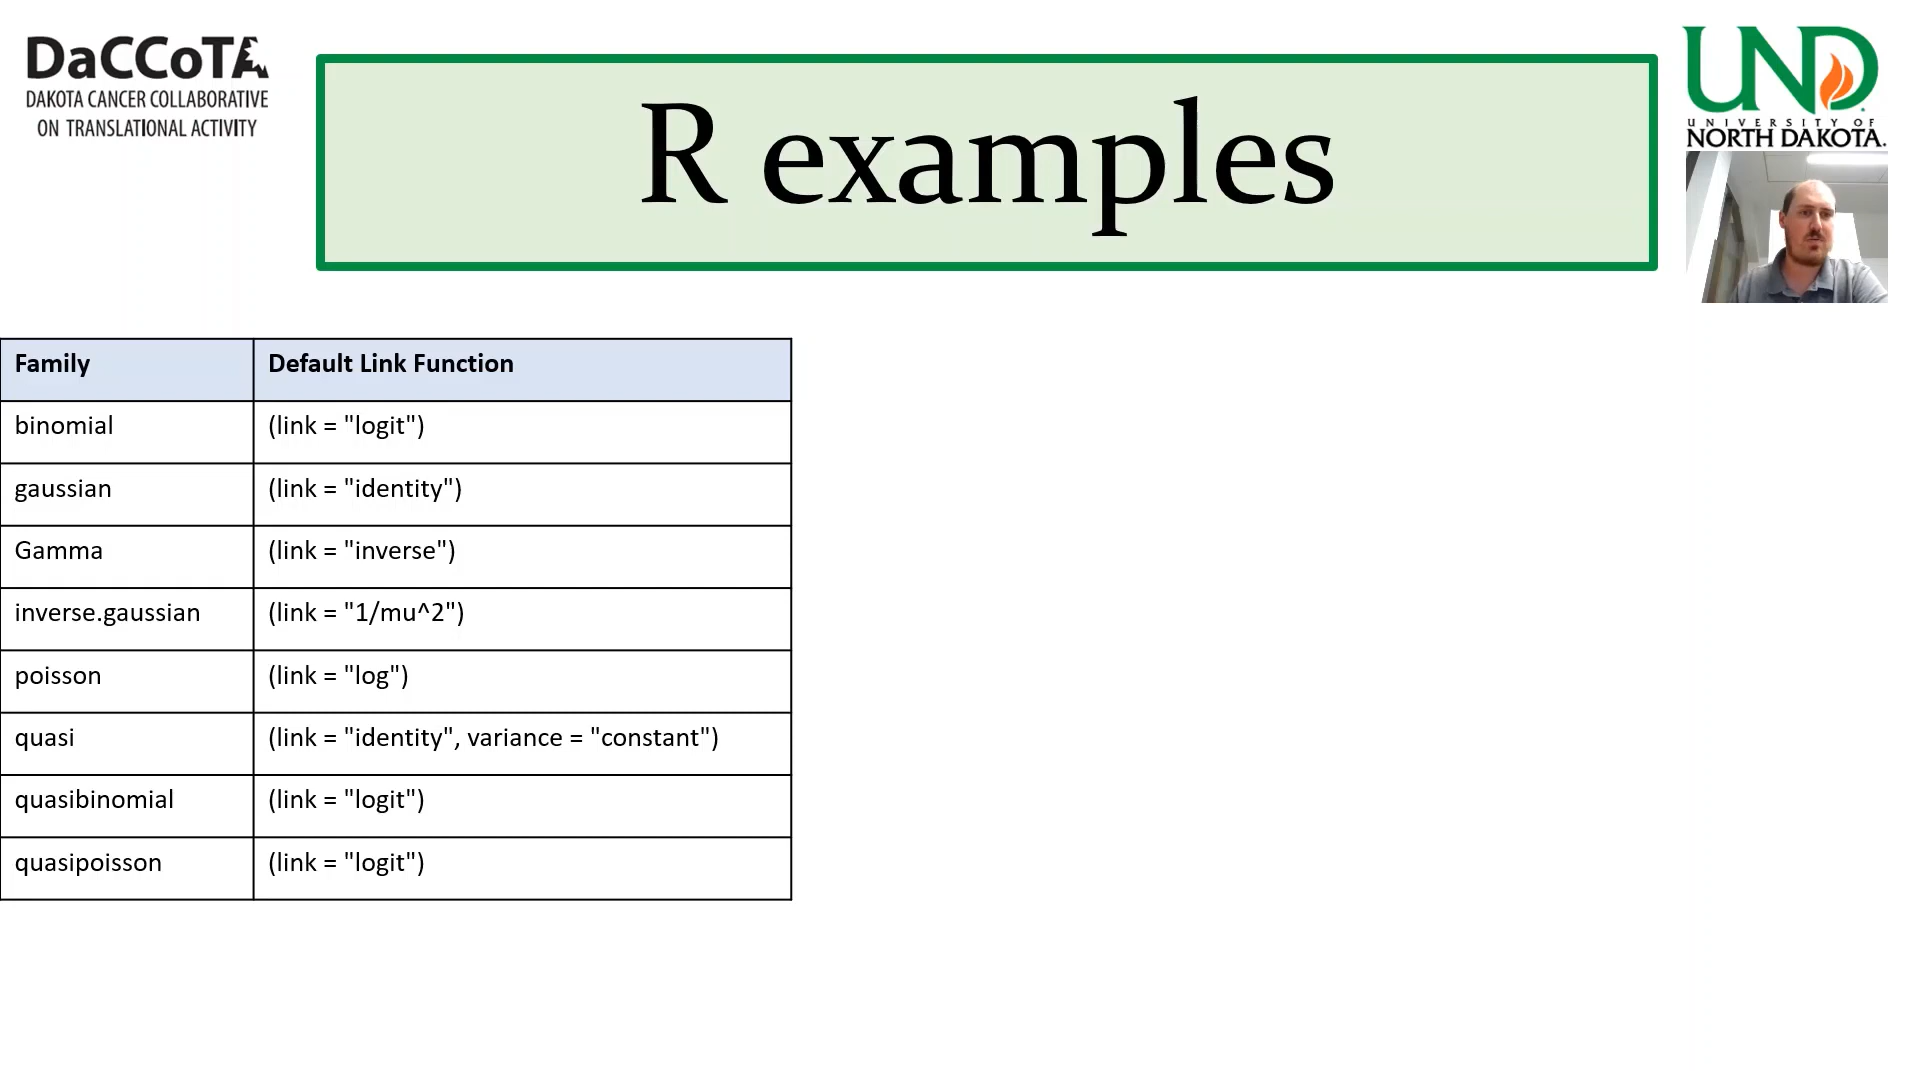 DaCCoTA
DAKOTA CANCER COLLABORATIVE
ON TRANSLATIONAL ACTIVITY
R examples
UND
UNIVERSITY OF
NORTH DAKOTA.
Family Default Link Function
binomial (link = "logit")
gaussian (link = "identity")
Gamma (link = "inverse")
inverse.gaussian (link = "1/mu^2")
poisson (link = "log")
quasi (link = "identity", variance = "constant")
quasibinomial (link = "logit")
quasipoisson (link = "logit")